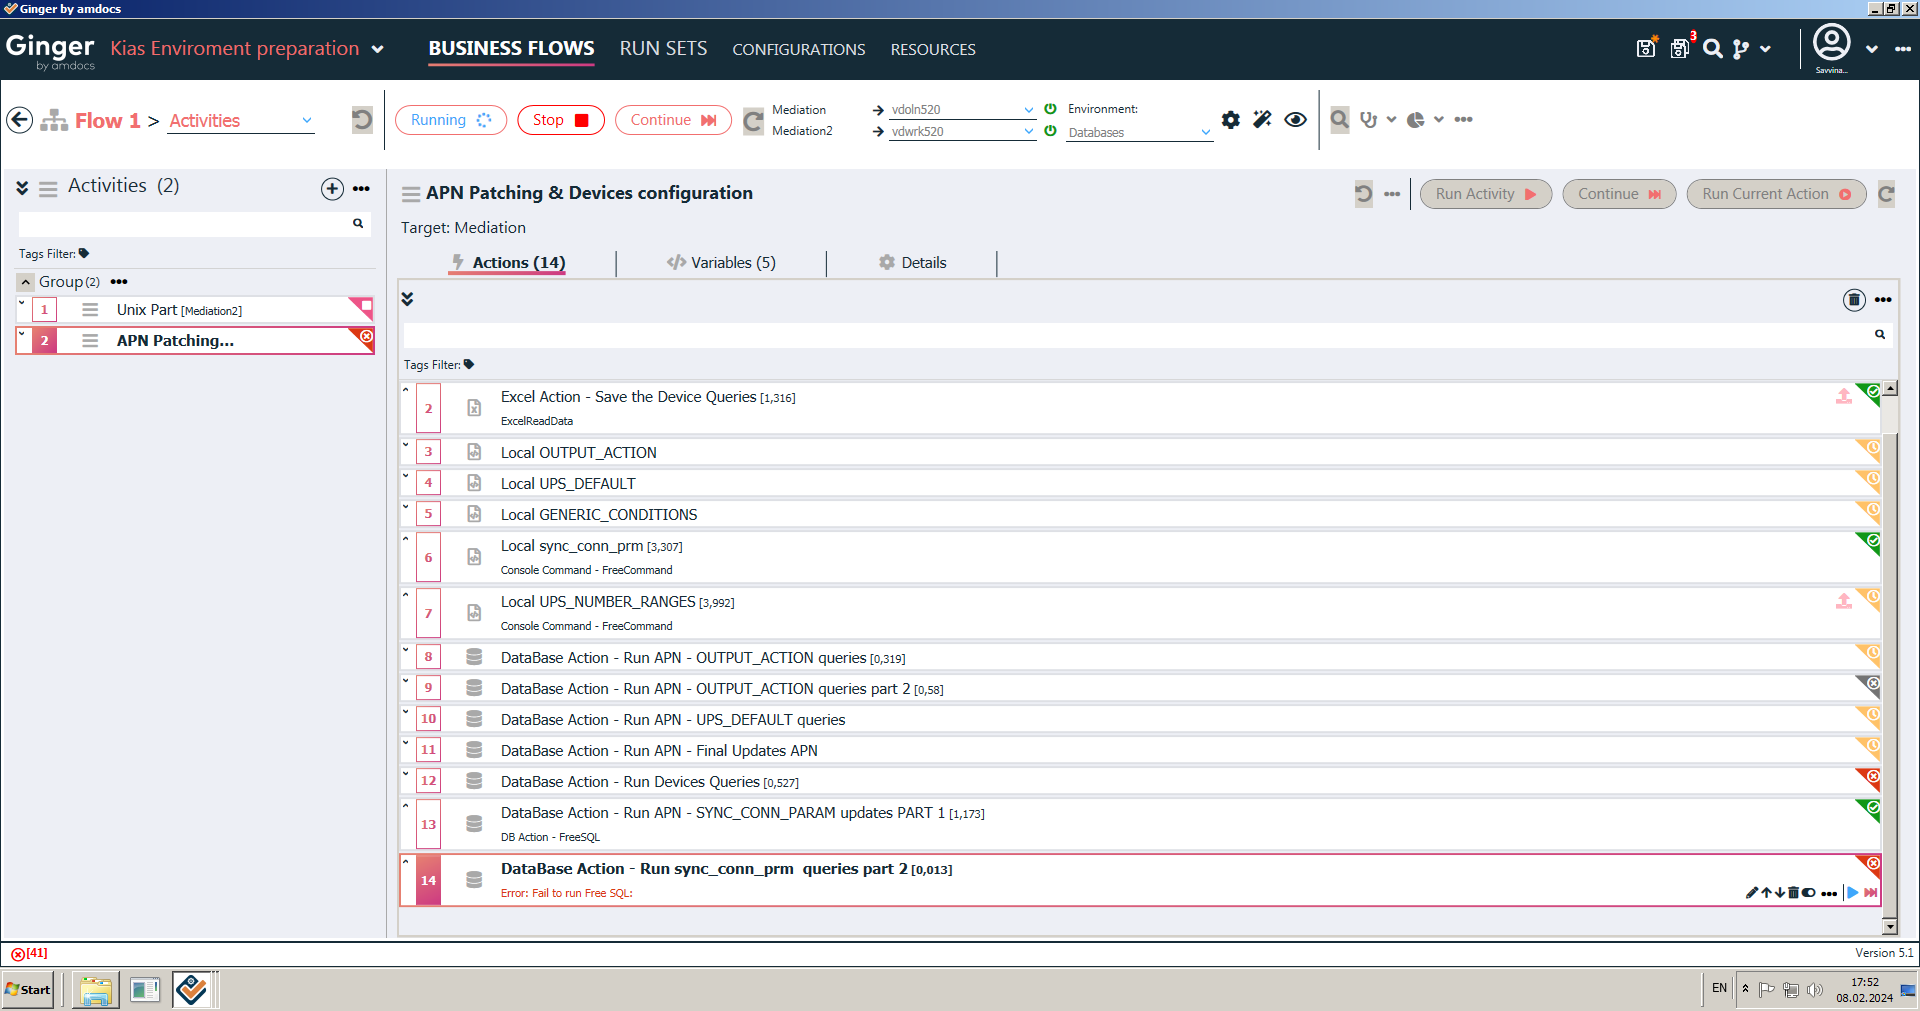 Ginger by amdocs
Ginger
by amdocs
Kias Enviroment preparation
BUSINESS FLOWS
RUN SETS
CONFIGURATIONS
RESOURCES
3
Savvina...
Flow 1 > Activities
Running
Stop
Continue
Mediation
vdoln520
Mediation2
vdwrk520
Environment:
Databases
Activities (2)
Tags Filter:
Group(2)
1
Unix Part [Mediation2]
2
APN Patching...
APN Patching & Devices configuration
Run Activity
Continue
Run Current Action
Target: Mediation
Actions (14)
Variables (5)
Details
Tags Filter:
2
Excel Action - Save the Device Queries [1,316]
ExcelReadData
3
Local OUTPUT_ACTION
4
Local UPS_DEFAULT
5
Local GENERIC_CONDITIONS
6
Local sync_conn_prm [3,307]
Console Command - FreeCommand
7
Local UPS_NUMBER_RANGES [3,992]
Console Command - FreeCommand
8
DataBase Action - Run APN - OUTPUT_ACTION queries [0,319]
9
DataBase Action - Run APN - OUTPUT_ACTION queries part 2 [0,58]
10
DataBase Action - Run APN - UPS_DEFAULT queries
11
DataBase Action - Run APN - Final Updates APN
12
DataBase Action - Run Devices Queries [0,527]
13
DataBase Action - Run APN - SYNC_CONN_PARAM updates PART 1 [1,173]
DB Action - FreeSQL
14
DataBase Action - Run sync_conn_prm  queries part 2 [0,013]
Error: Fail to run Free SQL:
[41]
Version 5.1
Start
EN
17:52
08.02.2024